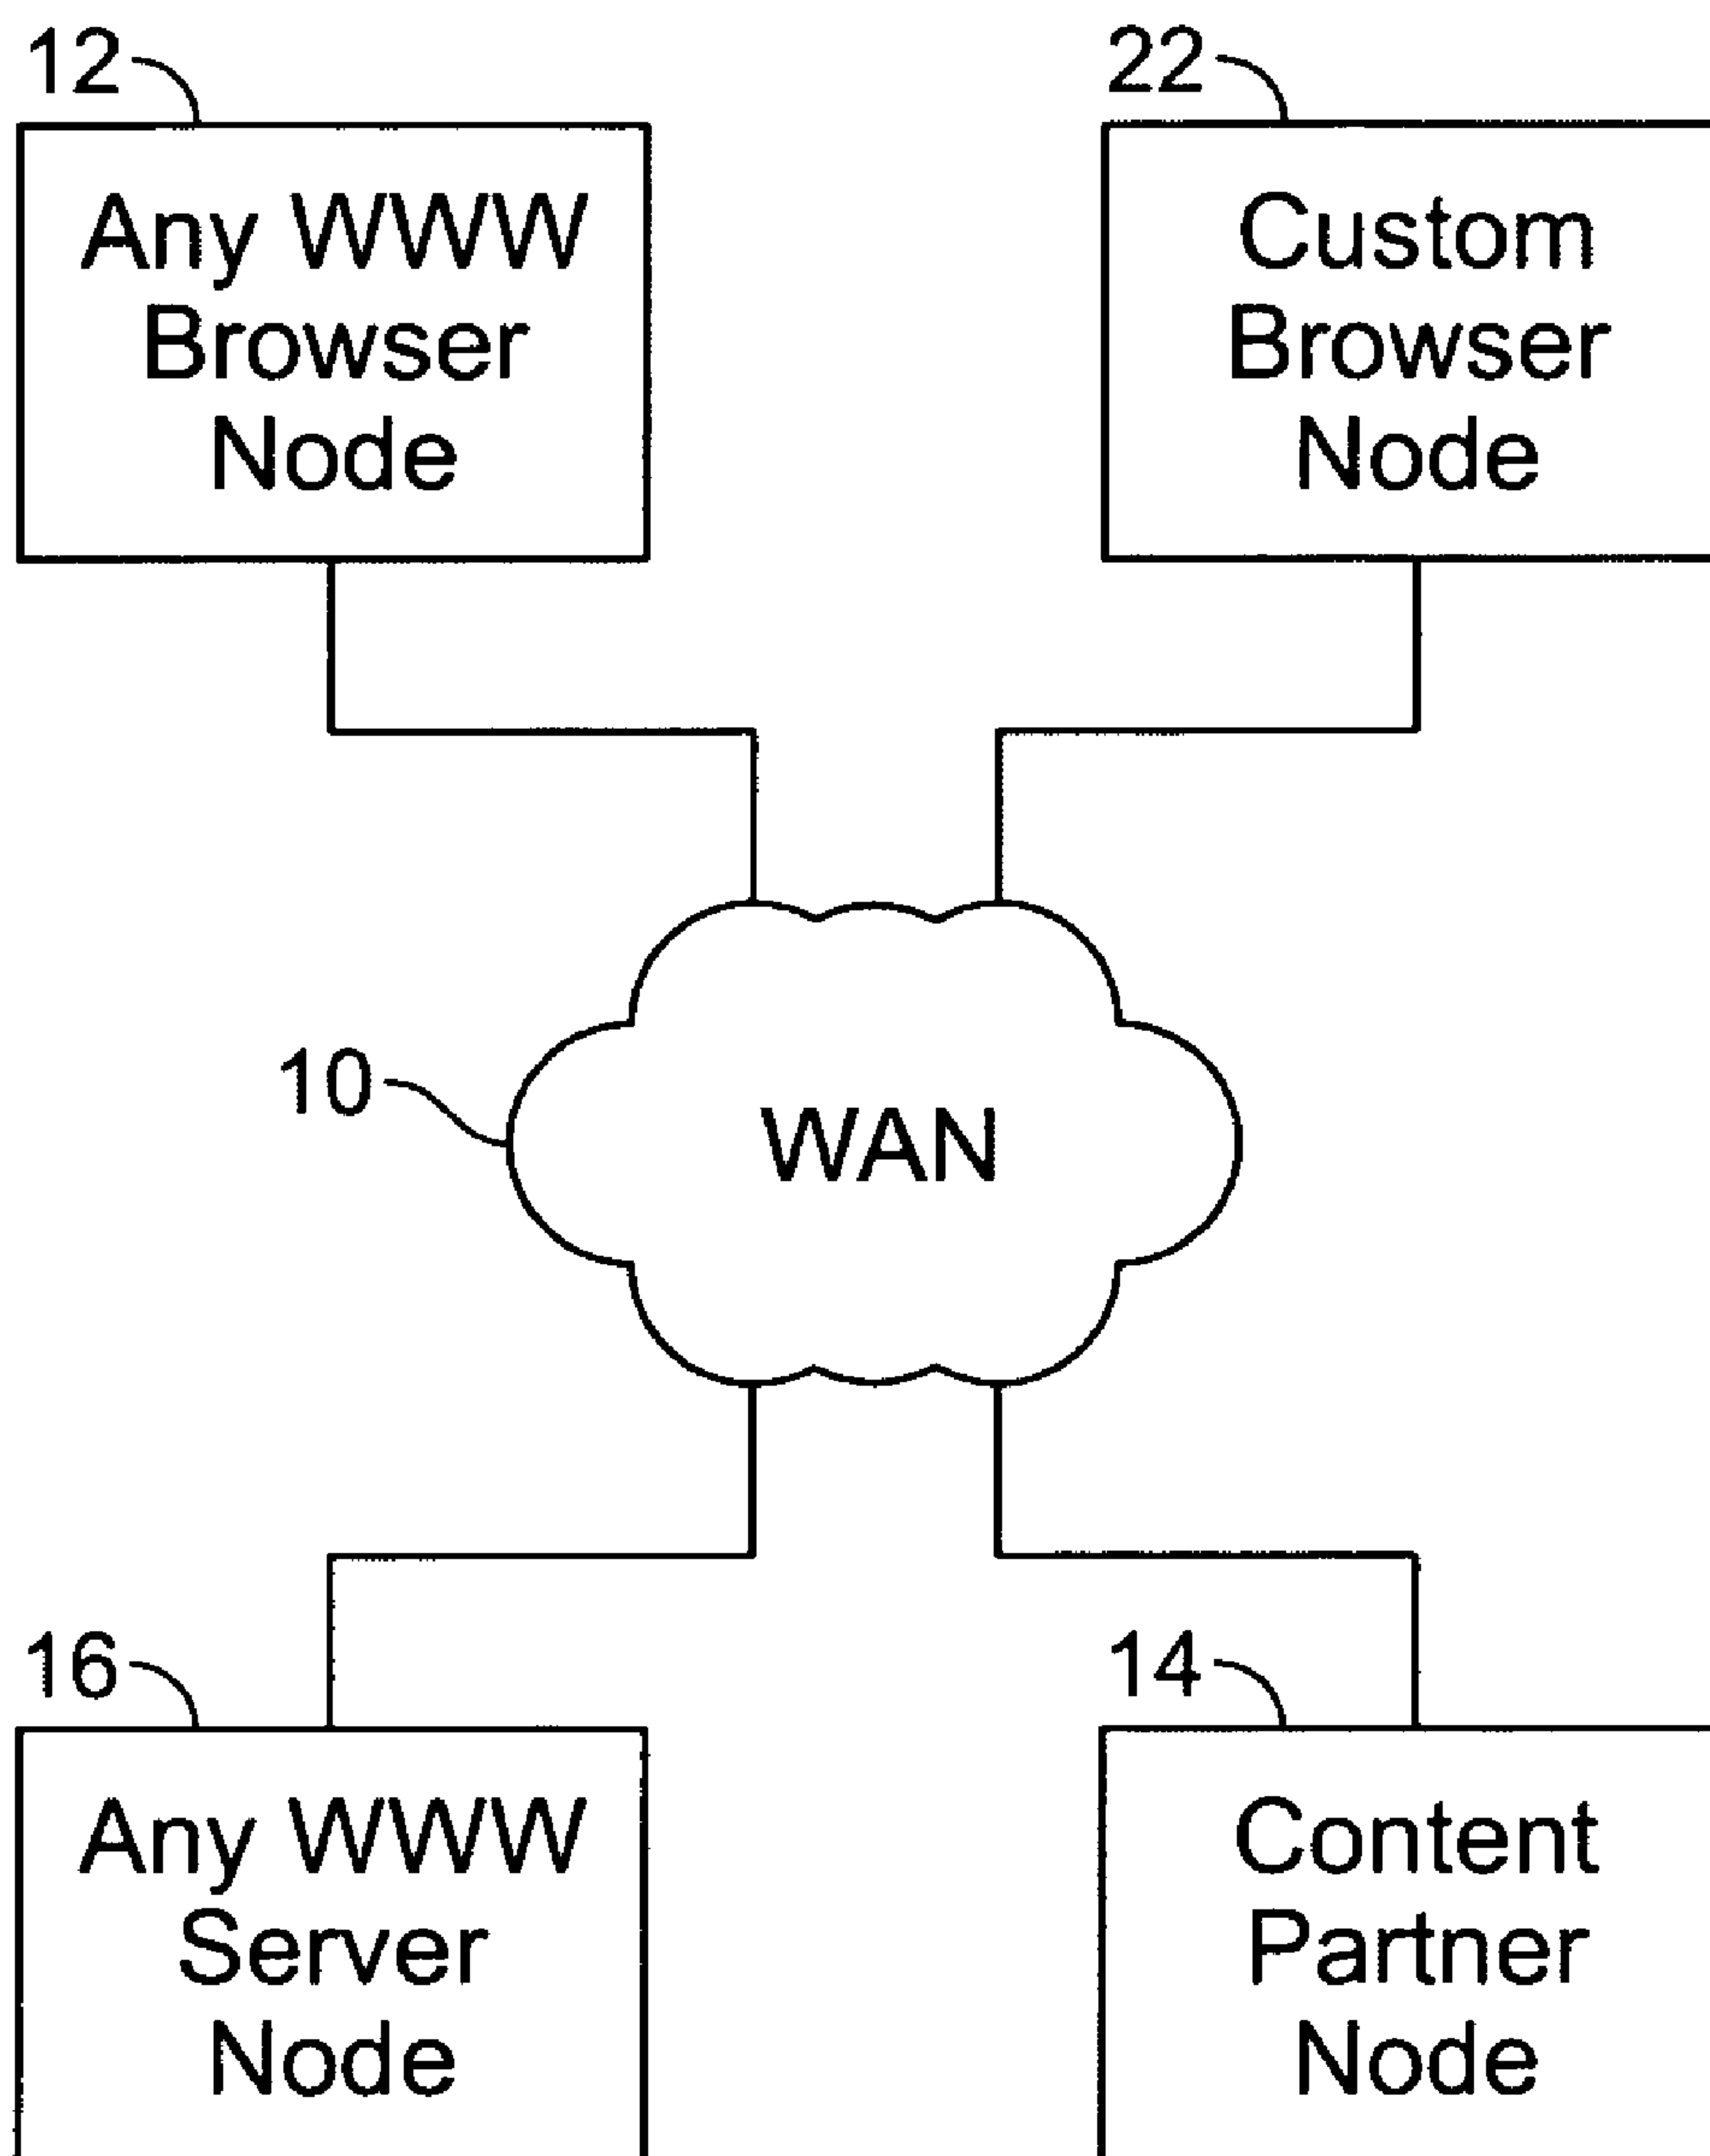 12
22
Any WWW
Browser
Node
Custom
Browser
Node
10
WAN
16
14
Any WWW
Server
Node
Content
Partner
Node